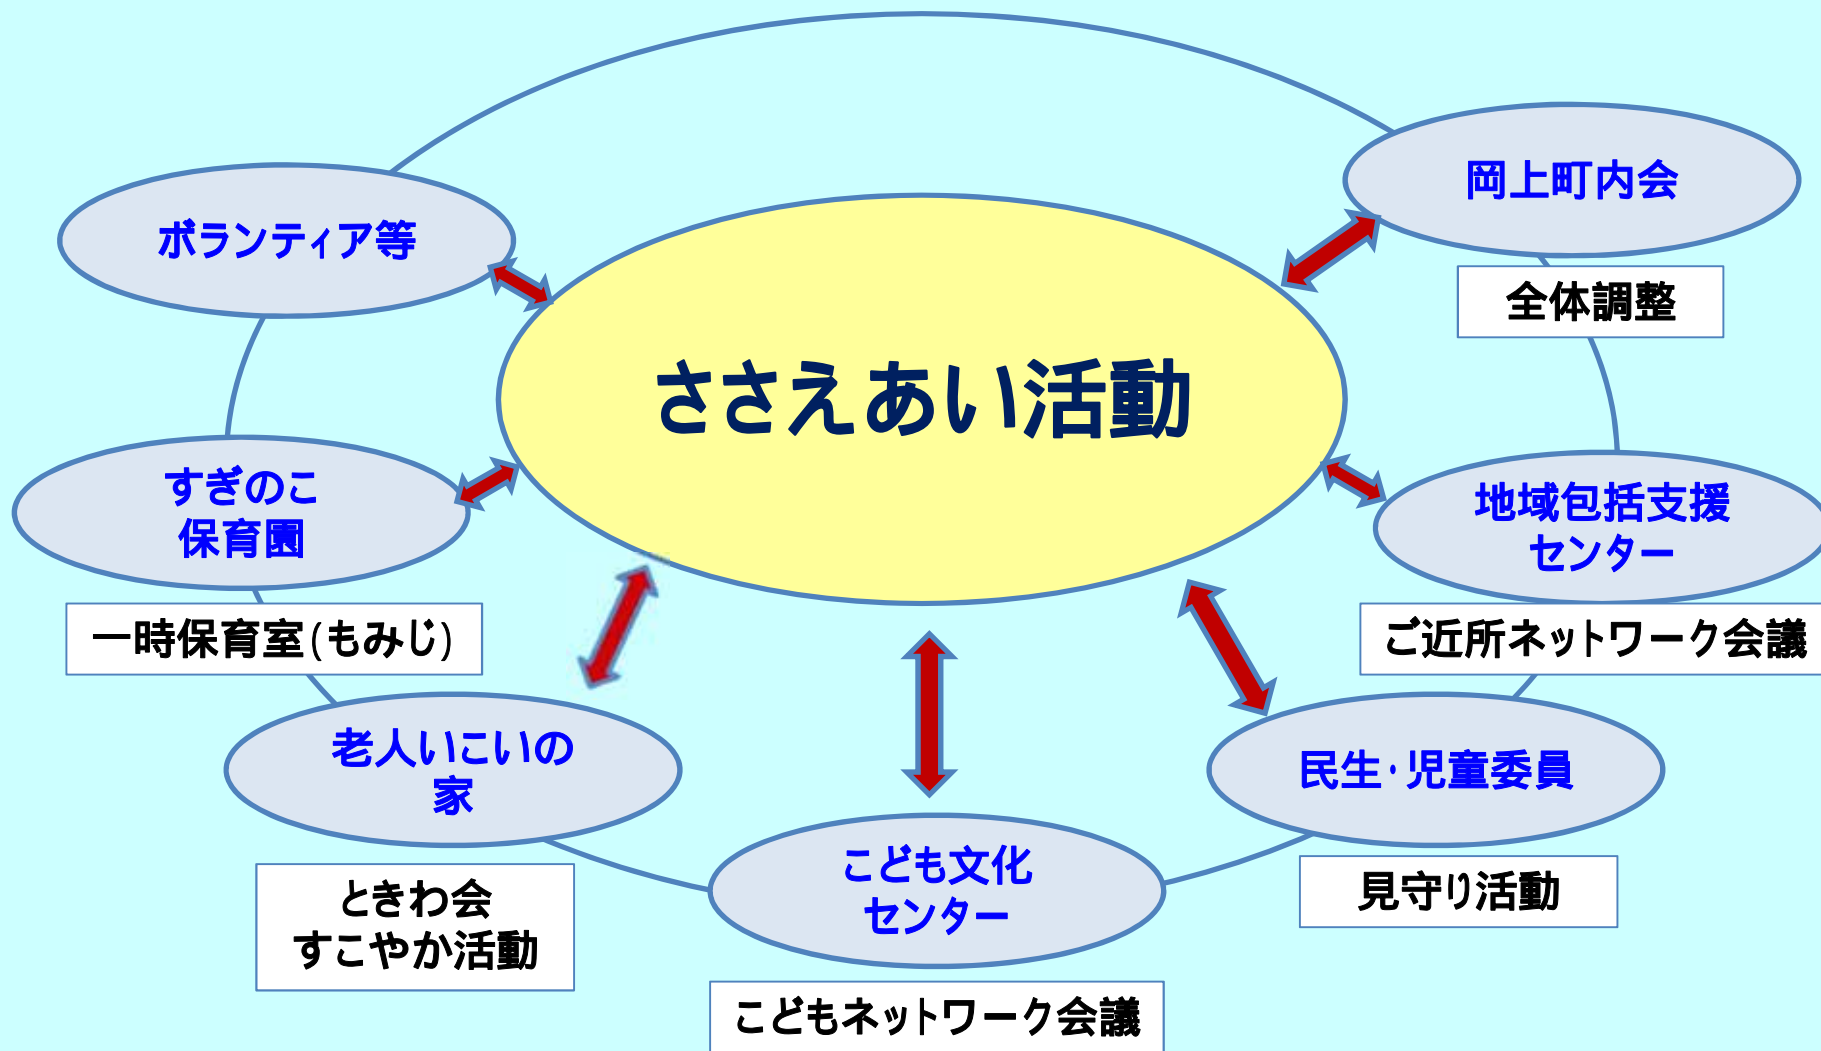 岡上町内会
ボランティア等
全体調整
ささえあい活動
すぎのこ
保育園
地域包括支援
センター
一時保育室(もみじ)
ご近所ネットワーク会議
老人いこいの
家
民生・児童委員
こども文化
センター
見守り活動
ときわ会
すこやか活動
こどもネットワーク会議